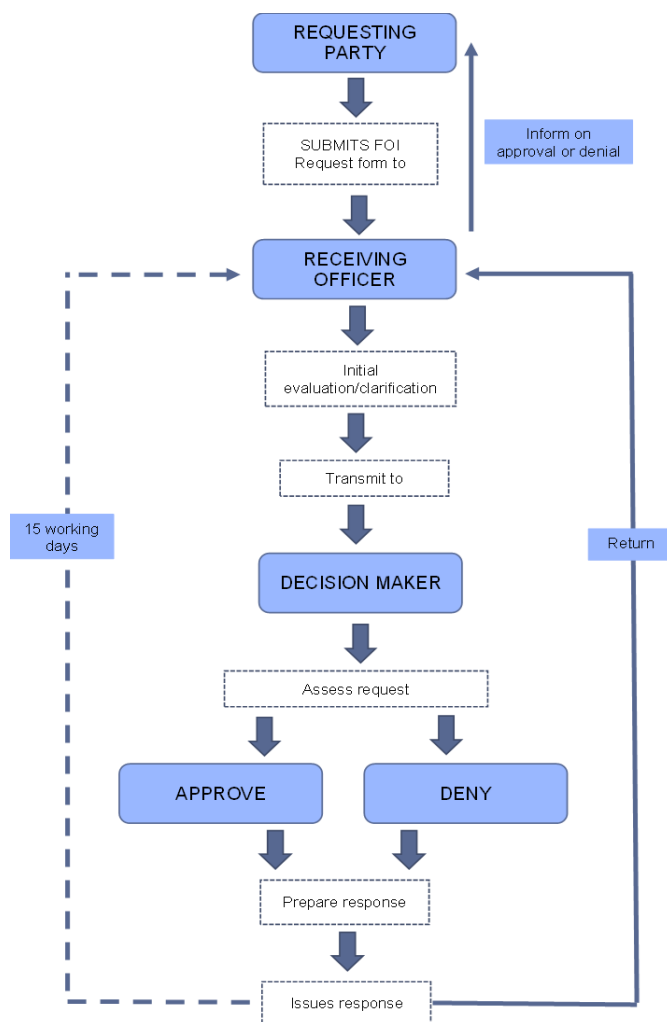 REQUESTING
PARTY
Inform on
approval or denial
SUBMITS FOI
Request form to
RECEIVING
OFFICER
Initial
evaluation/clarification
Transmit to
15 working
days
Return
DECISION MAKER
Assess request
APPROVE
DENY
Prepare response
Issues response